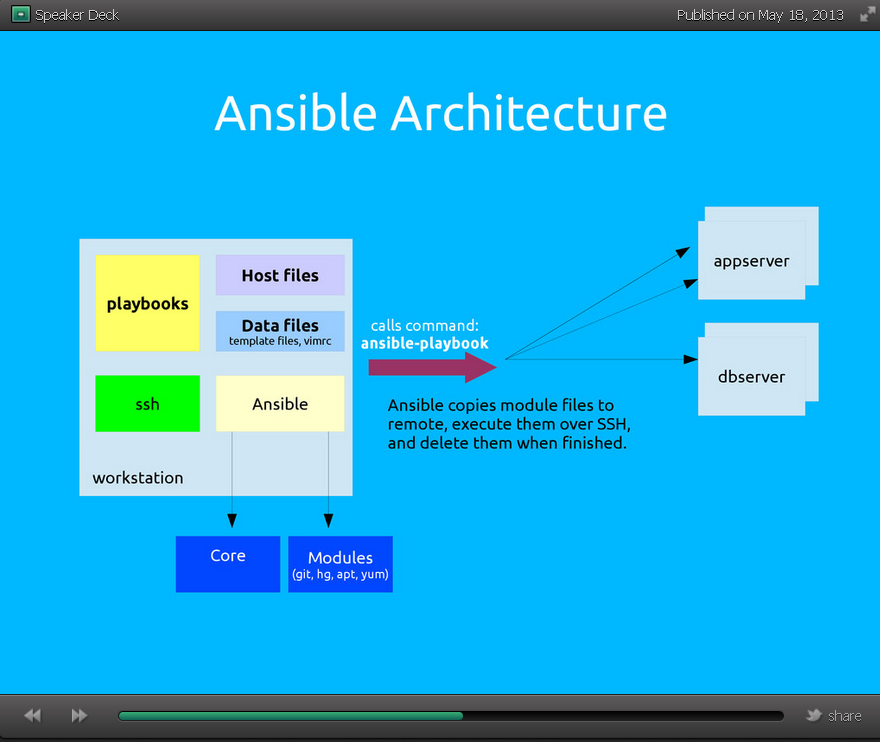 Speaker Deck
Published on May 18, 2013
Ansible Architecture
playbooks
Host files
Data files
template files, vimrc
ssh
Ansible
workstation
Core
Modules
(git, hg, apt, yum)
calls command:
ansible-playbook
Ansible copies module files to
remote, execute them over SSH,
and delete them when finished.
appserver
dbserver
share